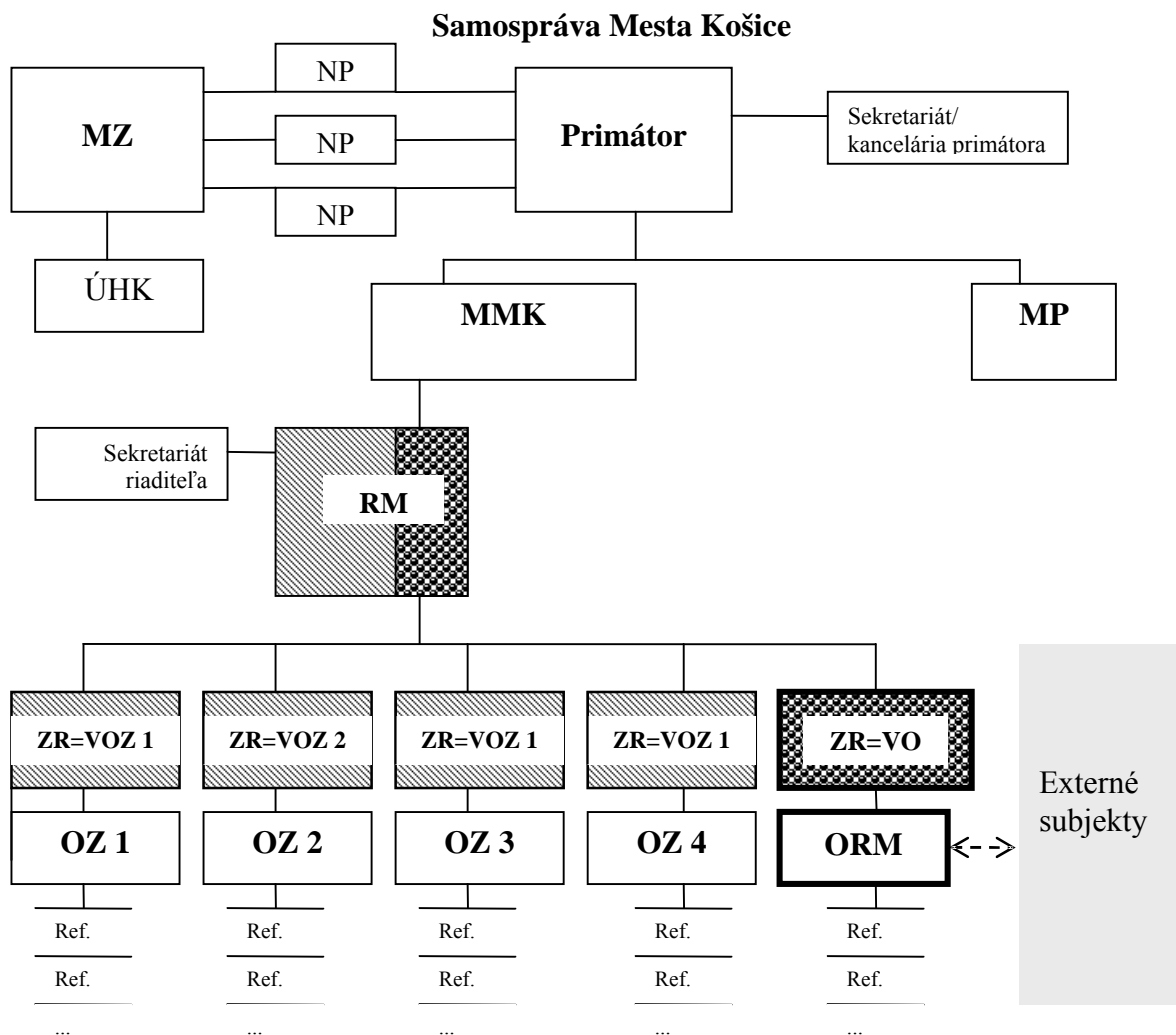 Samospráva Mesta Košice
NP
MZ
NP
Primátor
Sekretariát/
kancelária primátora
NP
ÚHK
MMK
MP
Sekretariát
riaditeľa
RM
ZR=VOZ 1
ZR=VOZ 2
ZR=VOZ 1
ZR=VOZ 1
ZR=VO
Externé
subjekty
OZ 1
OZ 2
OZ 3
OZ 4
ORM
Ref.
Ref.
Ref.
Ref.
Ref.
Ref.
Ref.
Ref.
Ref.
Ref.
...
...
...
...
...